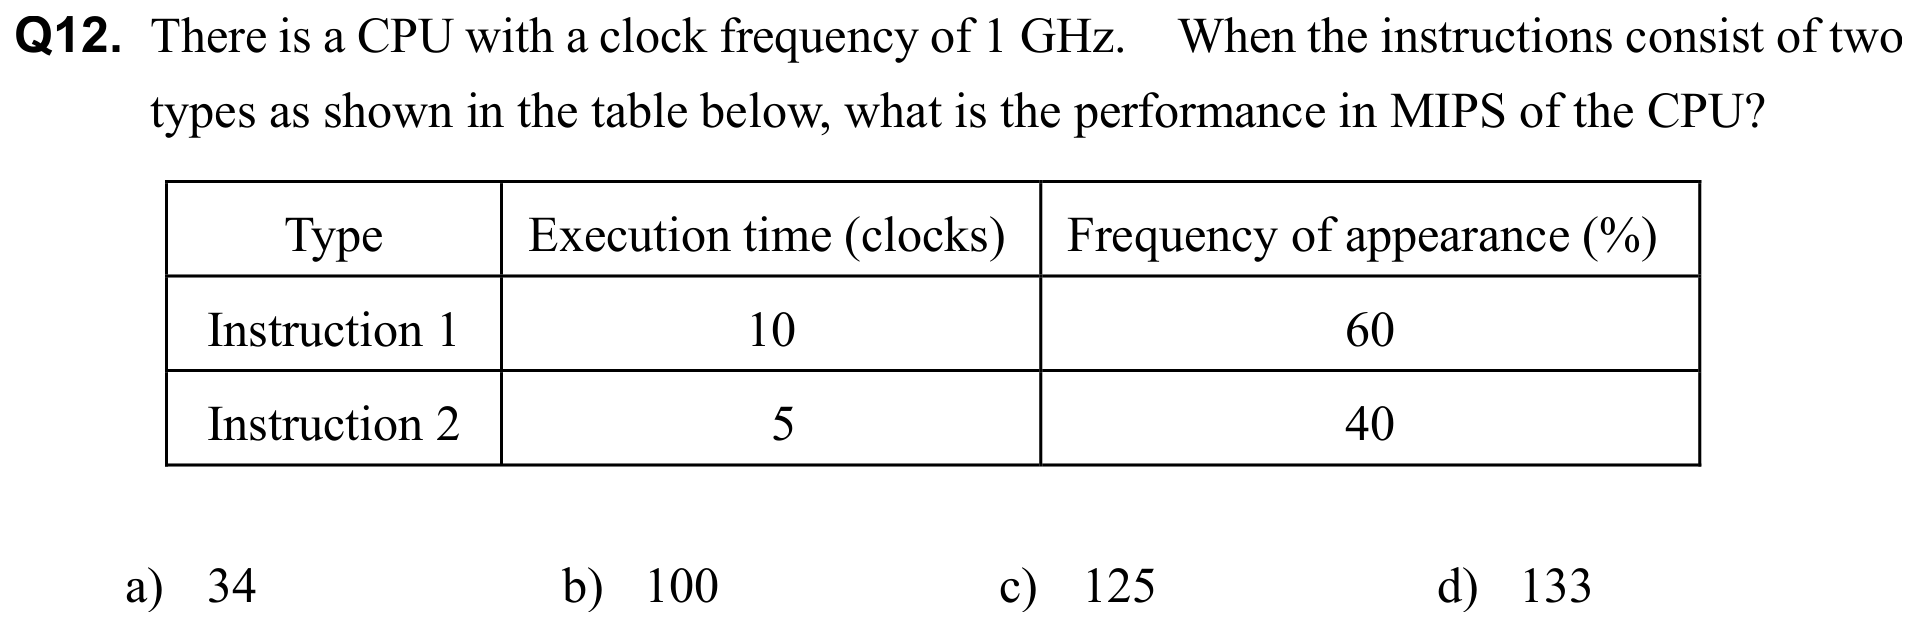 Q12. There is a CPU with a clock frequency of 1 GHz. When the instructions consist of two
types as shown in the table below, what is the performance in MIPS of the CPU?
Type Execution time (clocks) Frequency of appearance (%)
Instruction 1 10 60
Instruction 2 5 40
a) 34 b) 100 c) 125 d) 133